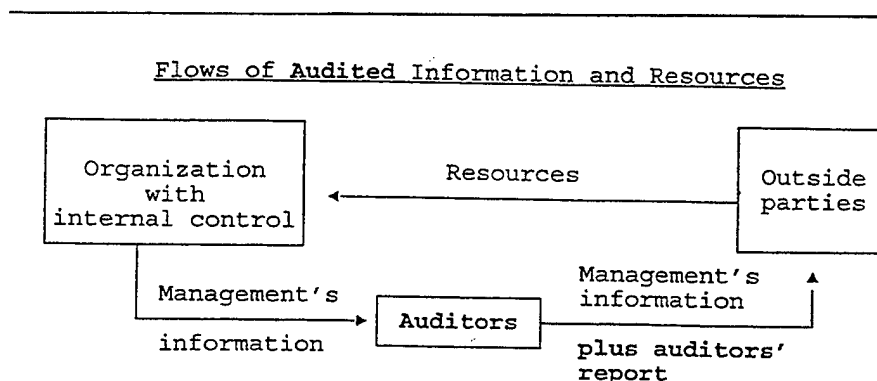 Flows of Audited Information and Resources
Organization
with
internal control
Resources
Outside
parties
Management's
information
Auditors
Management's
information
plus auditors'
report